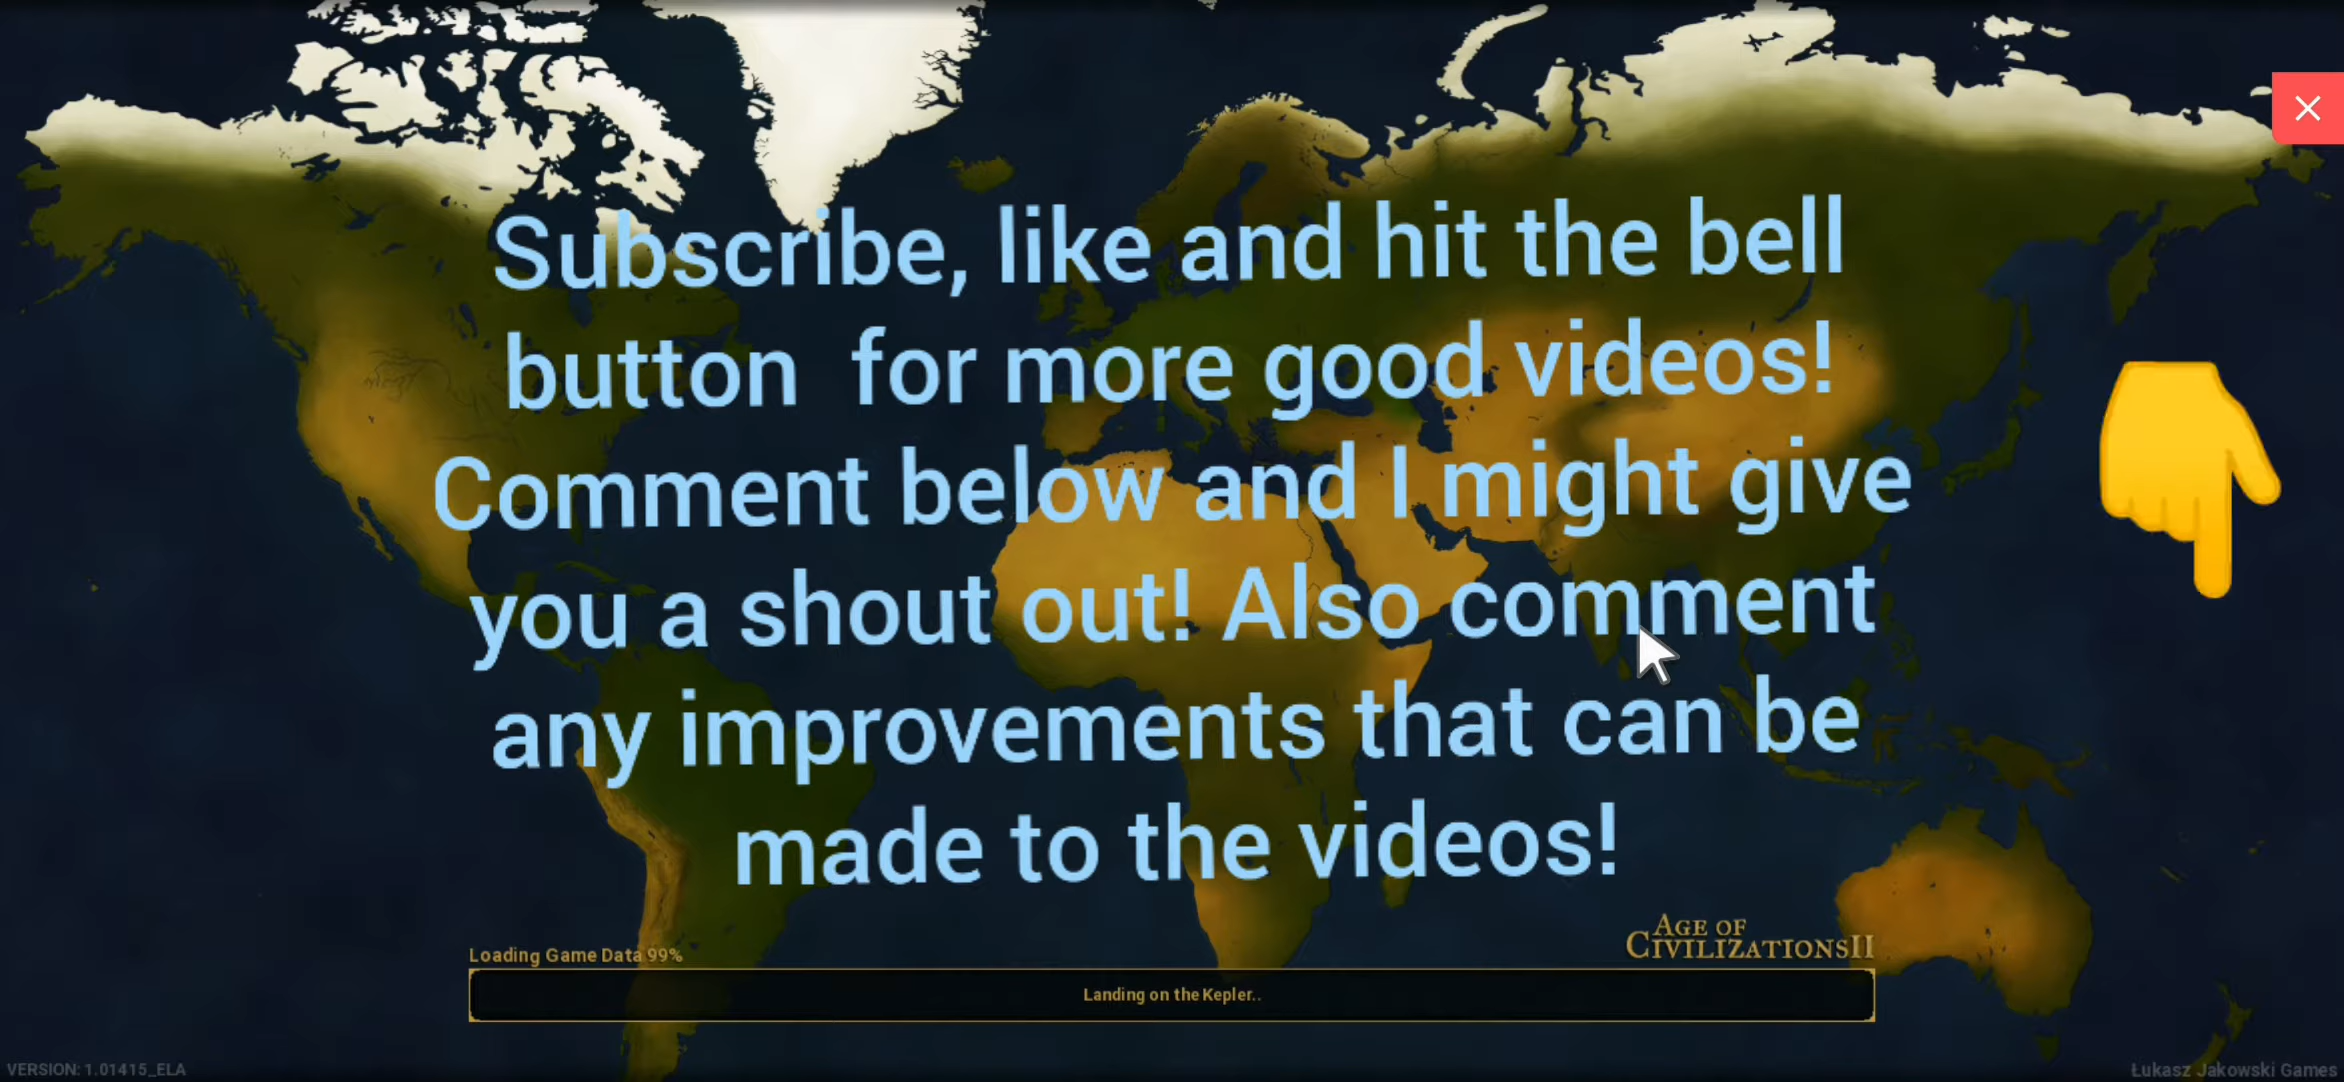 Subscribe, like and hit the bell
button  for more good videos!
Comment below and I might give
you a shout out! Also comment
any improvements that can be
made to the videos!
AGE OF
CIVILIZATIONSII
Loading Game Data 99%
Landing on the Kepler..
VERSION: 1.01415_ELA
Łukasz Jakowski Games